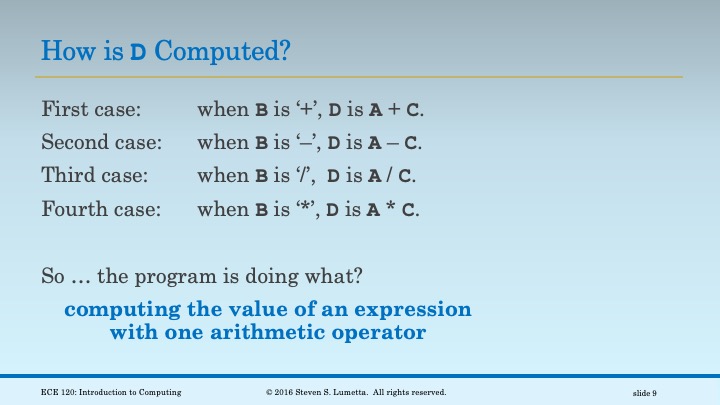 How is D Computed?
First case: when B is ‘+’, D is A + C.
Second case: when B is ‘–’, D is A – C.
Third case: when B is ‘/’, D is A / C.
Fourth case: when B is ‘*’, D is A * C.
So … the program is doing what?
computing the value of an expression
with one arithmetic operator
ECE 120: Introduction to Computing © 2016 Steven S. Lumetta. All rights reserved. slide 9